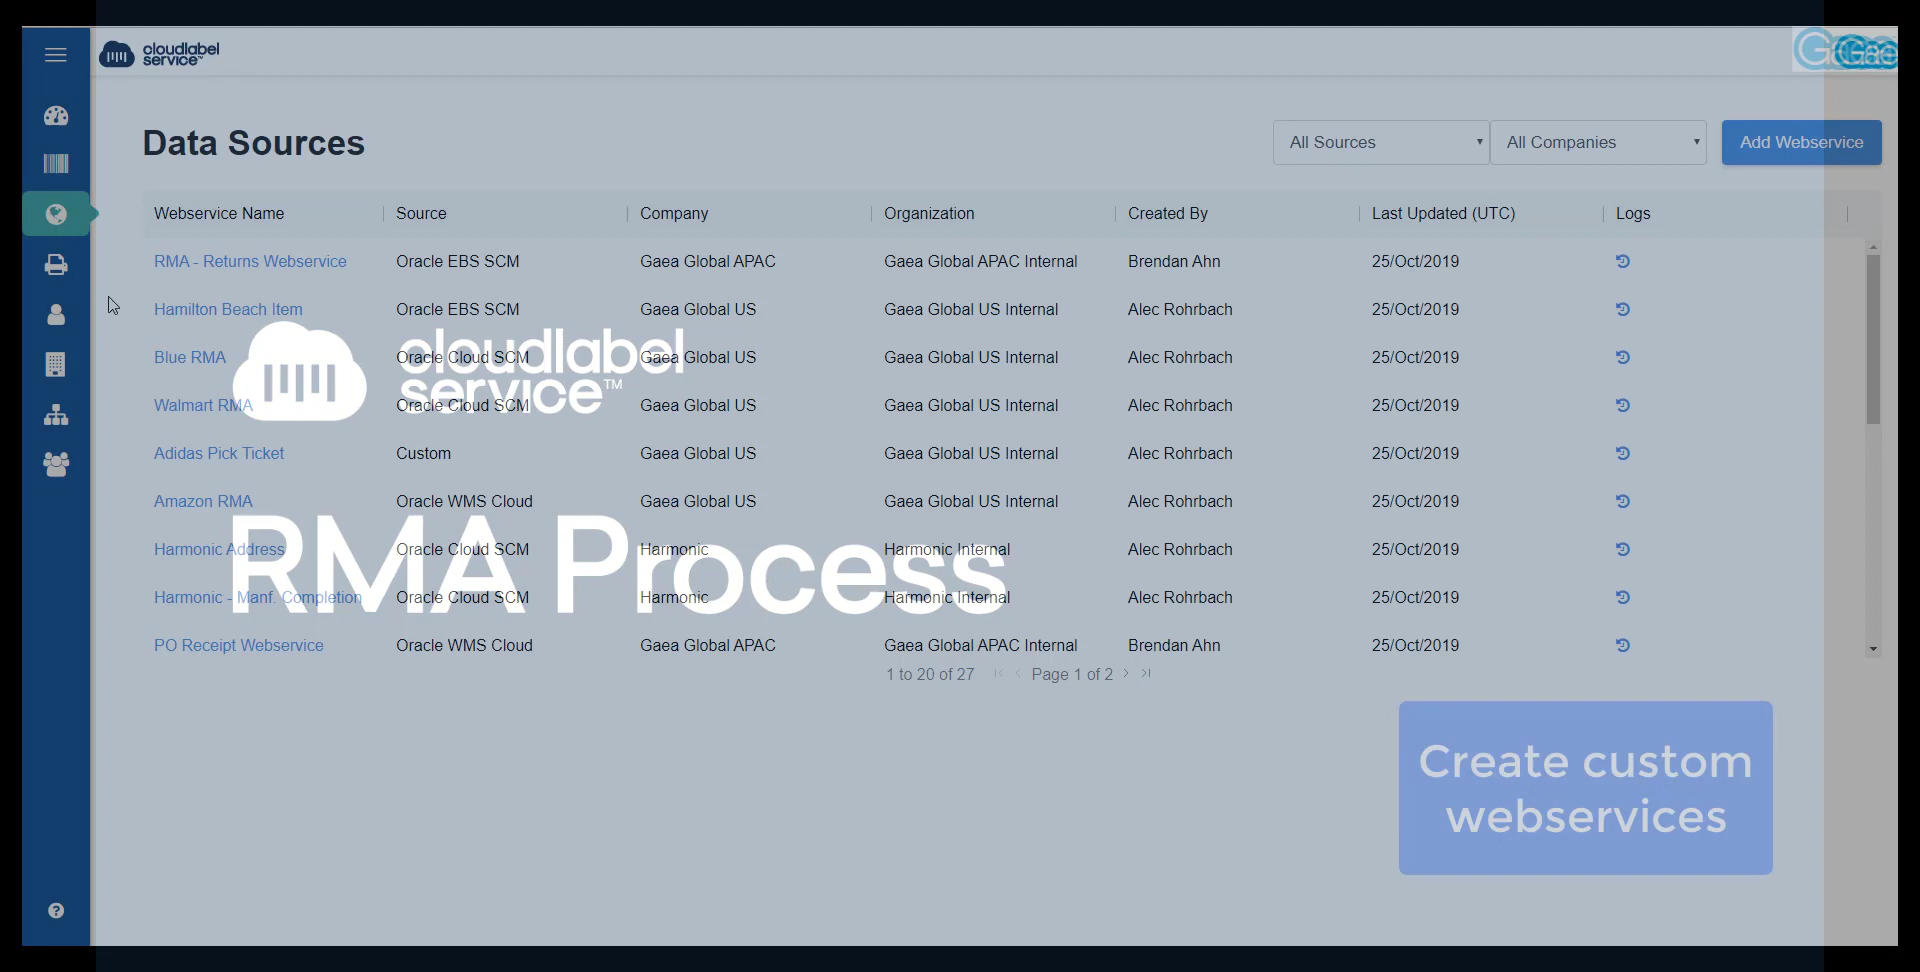 cloudlabel
service™
Data Sources
All Sources All Companies Add Webservice
Webservice Name Source Company Organization Created By Last Updated (UTC) Logs
RMA - Returns Webservice Oracle EBS SCM Gaea Global APAC Gaea Global APAC Internal Brendan Ahn 25/Oct/2019
Hamilton Beach Item Oracle EBS SCM Gaea Global US Gaea Global US Internal Alec Rohrbach 25/Oct/2019
Blue RMA Oracle Cloud SCM Gaea Global US Gaea Global US Internal Alec Rohrbach 25/Oct/2019
cloudlabel
service™
Walmart RMA Oracle Cloud SCM Gaea Global US Gaea Global US Internal Alec Rohrbach 25/Oct/2019
Adidas Pick Ticket Custom Gaea Global US Gaea Global US Internal Alec Rohrbach 25/Oct/2019
Amazon RMA Oracle WMS Cloud Gaea Global US Gaea Global US Internal Alec Rohrbach 25/Oct/2019
Harmonic Address Oracle Cloud SCM Harmonic Harmonic Internal Alec Rohrbach 25/Oct/2019
RMA Process
Harmonic - Manf. Completion Oracle Cloud SCM Harmonic Harmonic Internal Alec Rohrbach 25/Oct/2019
PO Receipt Webservice Oracle WMS Cloud Gaea Global APAC Gaea Global APAC Internal Brendan Ahn 25/Oct/2019
1 to 20 of 27 Page 1 of 2
Create custom
webservices